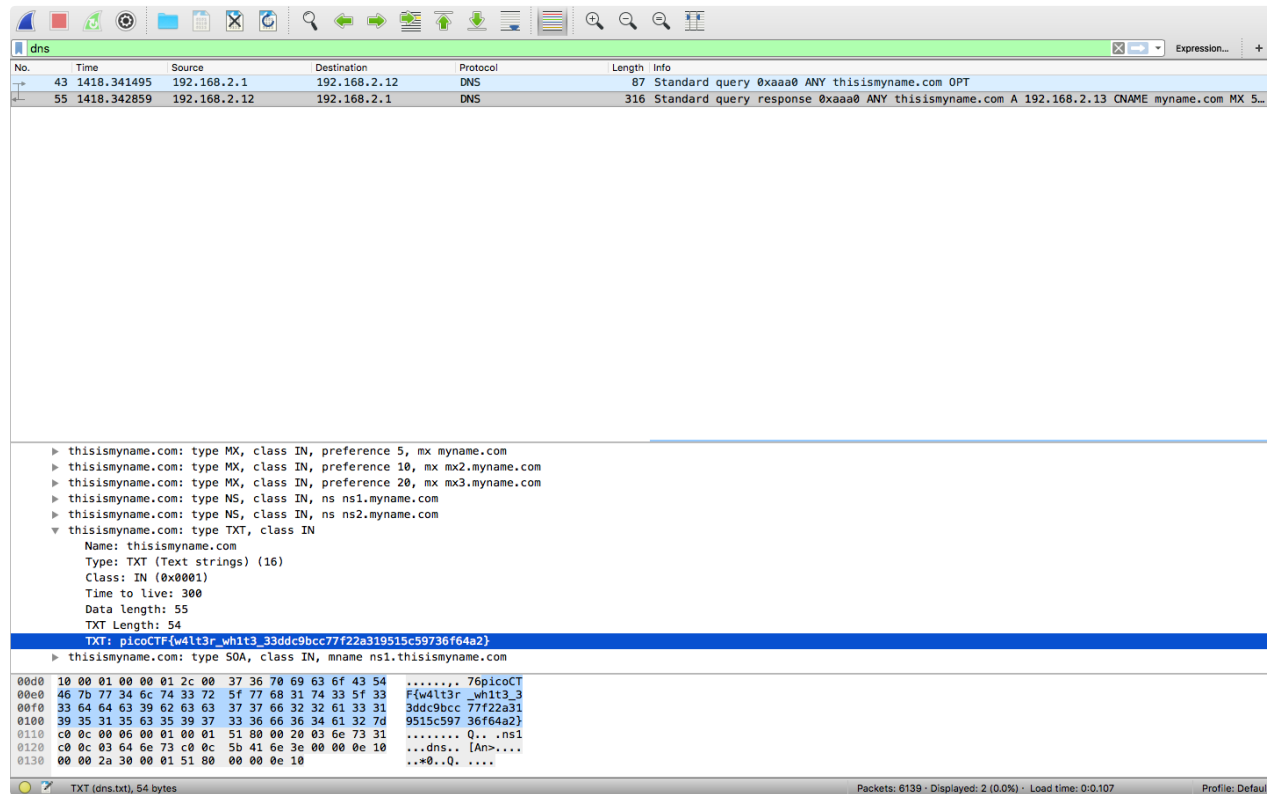 dns
Expression... +
No. Time Source Destination Protocol Length Info
43 1418.341495 192.168.2.1 192.168.2.12 DNS 87 Standard query 0xaaa0 ANY thisismyname.com OPT
55 1418.342859 192.168.2.12 192.168.2.1 DNS 316 Standard query response 0xaaa0 ANY thisismyname.com A 192.168.2.13 CNAME myname.com MX 5…
thisismyname.com: type MX, class IN, preference 5, mx myname.com
thisismyname.com: type MX, class IN, preference 10, mx mx2.myname.com
thisismyname.com: type MX, class IN, preference 20, mx mx3.myname.com
thisismyname.com: type NS, class IN, ns ns1.myname.com
thisismyname.com: type NS, class IN, ns ns2.myname.com
thisismyname.com: type TXT, class IN
Name: thisismyname.com
Type: TXT (Text strings) (16)
Class: IN (0x0001)
Time to live: 300
Data length: 55
TXT Length: 54
TXT: picoCTF{w4lt3r_wh1t3_33ddc9bcc77f22a319515c59736f64a2}
thisismyname.com: type SOA, class IN, mname ns1.thisismyname.com
00d0 10 00 01 00 00 01 2c 00 37 36 70 69 63 6f 43 54 ......,. 76picoCT
00e0 46 7b 77 34 6c 74 33 72 5f 77 68 31 74 33 5f 33 F{w4lt3r _wh1t3_3
00f0 33 64 64 63 39 62 63 63 37 37 66 32 32 61 33 31 3ddc9bcc 77f22a31
0100 39 35 31 35 63 35 39 37 33 36 66 36 34 61 32 7d 9515c597 36f64a2}
0110 c0 0c 00 06 00 01 00 01 51 80 00 20 03 6e 73 31 ........ Q.. .ns1
0120 c0 0c 03 64 6e 73 c0 0c 5b 41 6e 3e 00 00 0e 10 ...dns.. [An>....
0130 00 00 2a 30 00 01 51 80 00 00 0e 10 ..*0..Q. ....
TXT (dns.txt), 54 bytes Packets: 6139 · Displayed: 2 (0.0%) · Load time: 0:0.107 Profile: Defaul